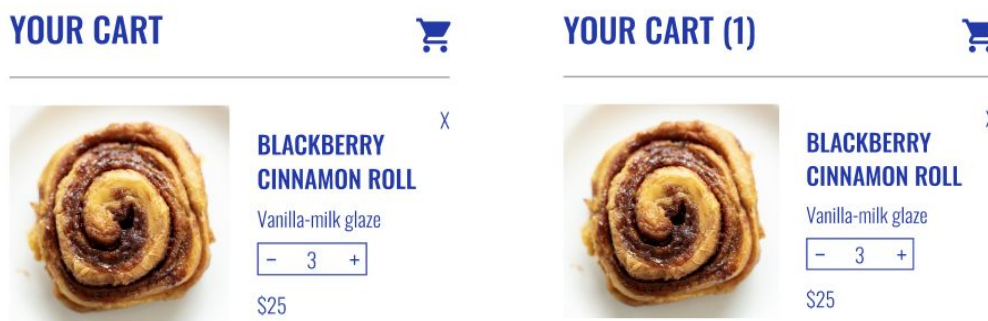 YOUR CART
X
BLACKBERRY
CINNAMON ROLL
Vanilla-milk glaze
− 3 +
$25
YOUR CART (1)
X
BLACKBERRY
CINNAMON ROLL
Vanilla-milk glaze
− 3 +
$25